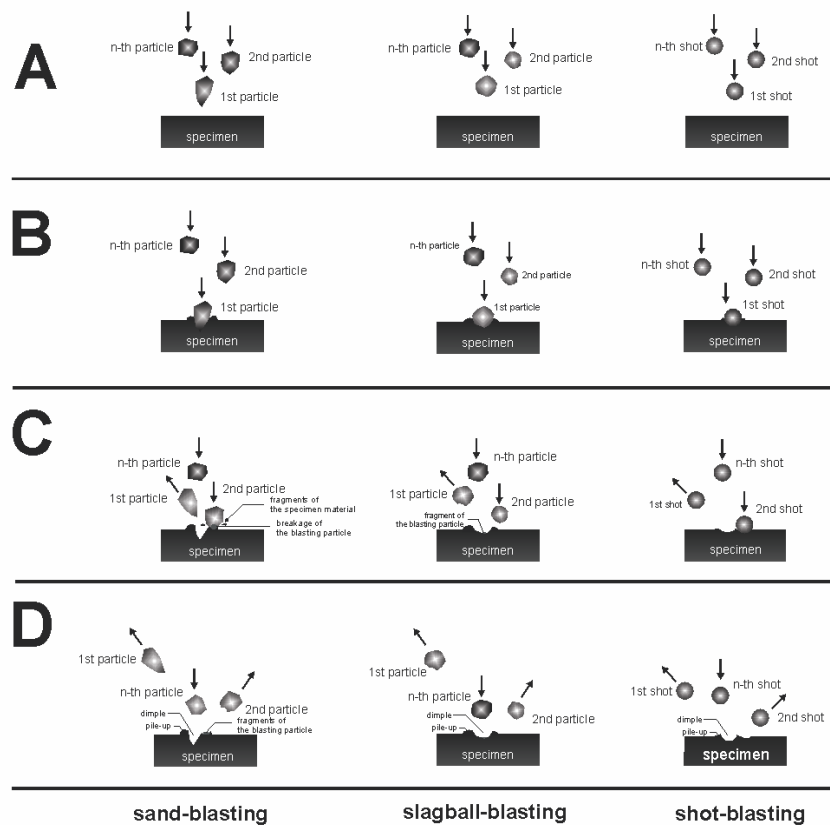 A
n-th particle
2nd particle
1st particle
specimen
n-th particle
2nd particle
1st particle
specimen
n-th shot
2nd shot
1st shot
specimen
B
n-th particle
2nd particle
1st particle
specimen
n-th particle
2nd particle
1st particle
specimen
n-th shot
2nd shot
1st shot
specimen
C
n-th particle
1st particle
2nd particle
fragments of
the specimen material
breakage of
the blasting particle
specimen
n-th particle
1st particle
2nd particle
fragment of
the blasting particle
specimen
n-th shot
1st shot
2nd shot
specimen
D
1st particle
n-th particle
2nd particle
dimple
pile-up
fragments of
the blasting particle
specimen
1st particle
n-th particle
2nd particle
dimple
pile-up
specimen
1st shot
n-th shot
2nd shot
dimple
pile-up
specimen
sand-blasting
slagball-blasting
shot-blasting